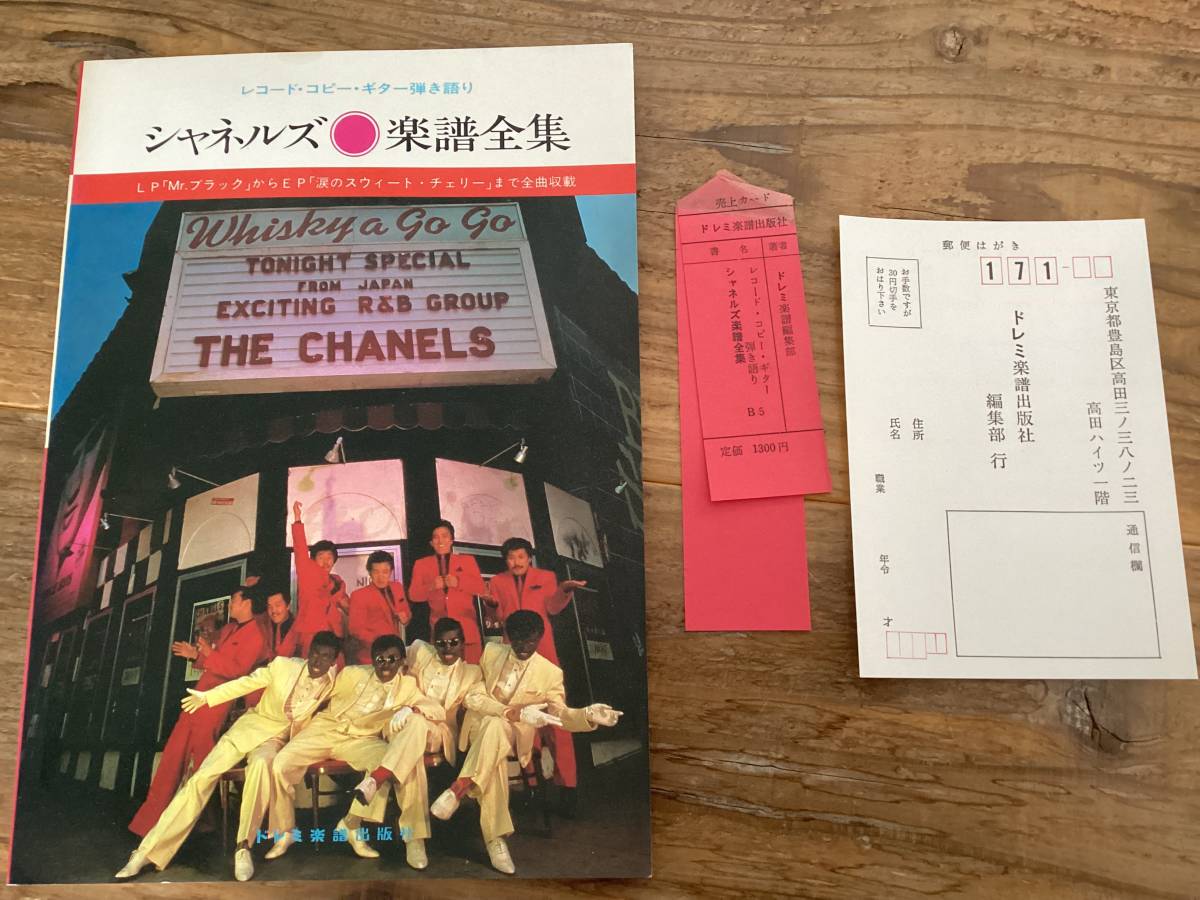 レコード・コピー・ギター弾き語り
シャネルズ 楽譜全集
LP「Mr.ブラック」からEP「涙のスウィート・チェリー」まで全曲収載
Whisky a Go Go
TONIGHT SPECIAL
FROM JAPAN
EXCITING R&B GROUP
THE CHANELS
ドレミ楽譜出版社
売上カード
ドレミ楽譜出版社
書名
著者
レコード・コピー・ギター
弾き語り
シャネルズ楽譜全集
B5
ドレミ楽譜編集部
定価 1300円
郵便はがき
171-
お手数ですが
30円切手を
おはり下さい
東京都豊島区高田三ノ三八ノ二三
高田ハイツ一階
ドレミ楽譜出版社
編集部 行
住所
氏名
職業
年令
才
通信欄